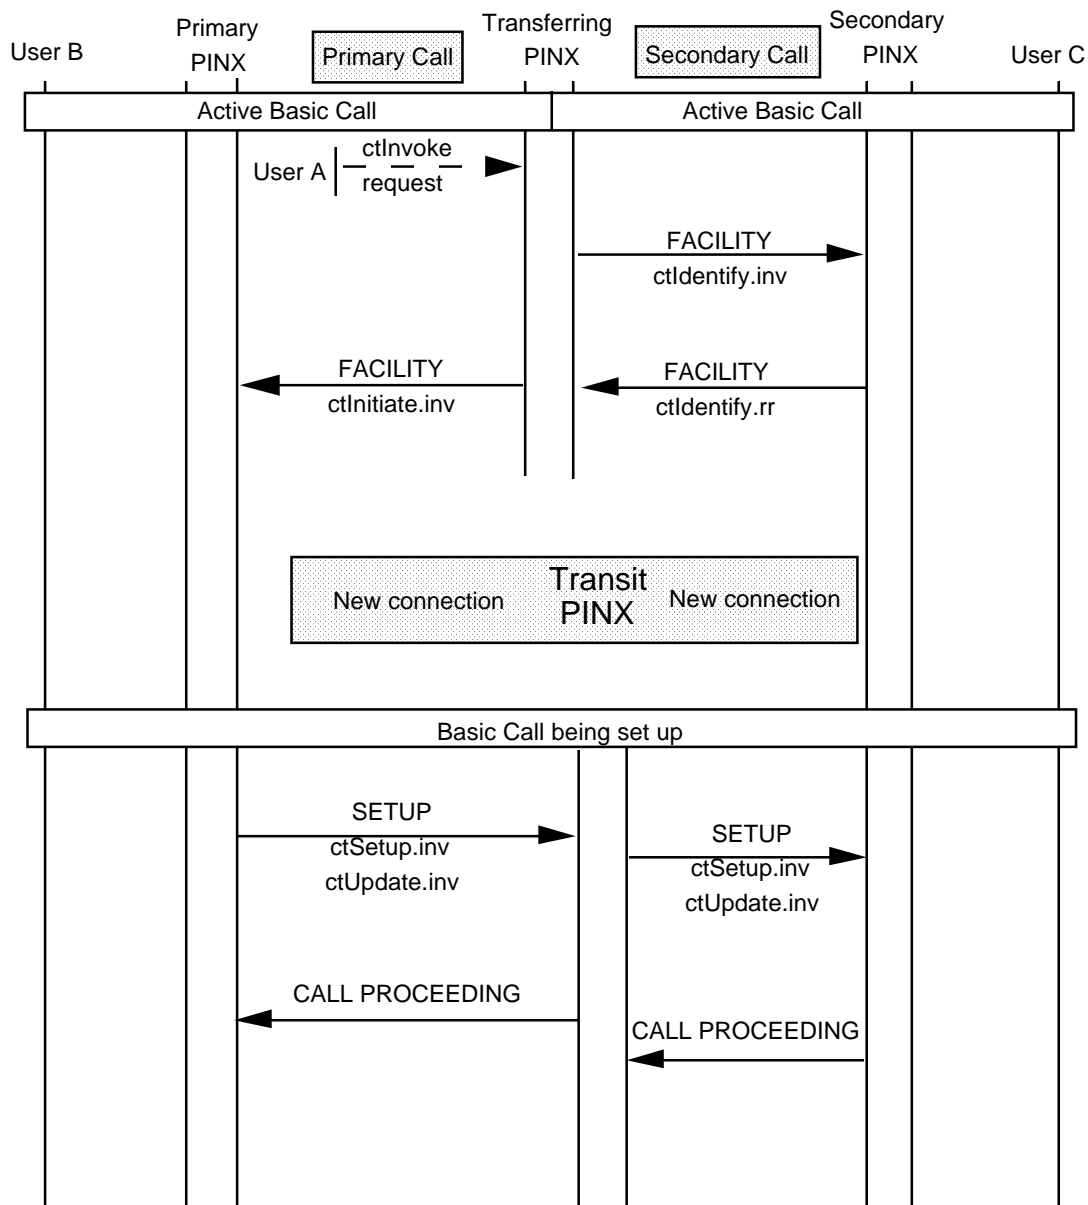 User B
Primary
PINX
Primary Call
Transferring
PINX
Secondary Call
Secondary
PINX
User C
Active Basic Call
Active Basic Call
User A
ctInvoke
request
FACILITY
ctIdentify.inv
FACILITY
ctInitiate.inv
FACILITY
ctIdentify.rr
New connection
Transit
PINX
New connection
Basic Call being set up
SETUP
ctSetup.inv
ctUpdate.inv
SETUP
ctSetup.inv
ctUpdate.inv
CALL PROCEEDING
CALL PROCEEDING